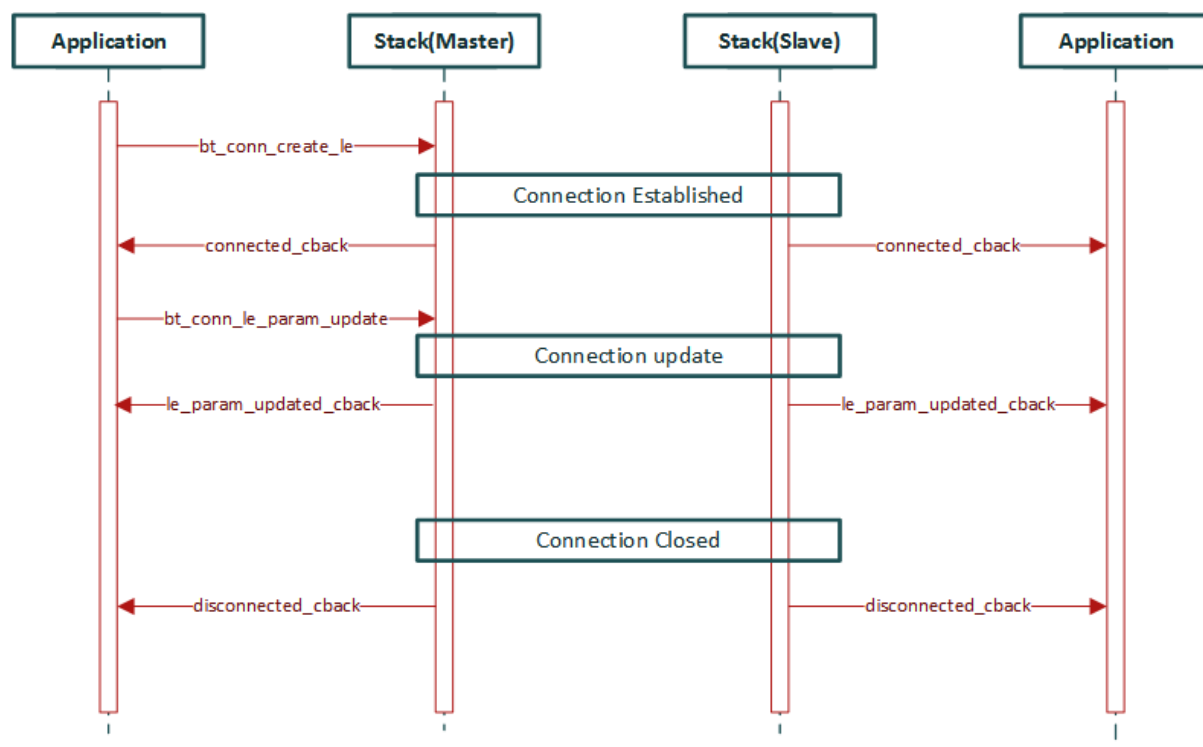 Application
Stack(Master)
Stack(Slave)
Application
bt_conn_create_le
Connection Established
connected_cback
connected_cback
bt_conn_le_param_update
Connection update
le_param_updated_cback
le_param_updated_cback
Connection Closed
disconnected_cback
disconnected_cback